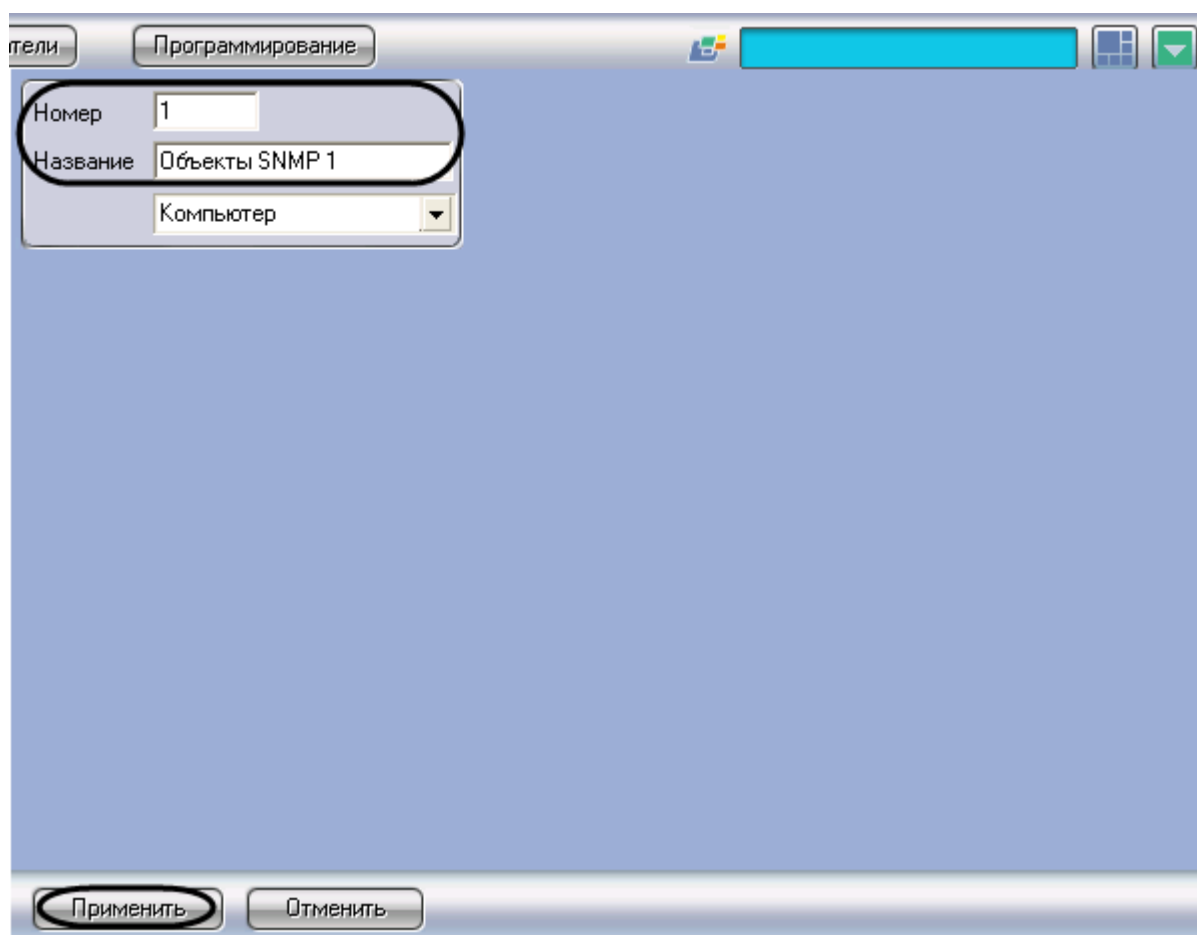 тели Программирование
Номер 1
Название Объекты SNMP 1
Компьютер
Применить Отменить